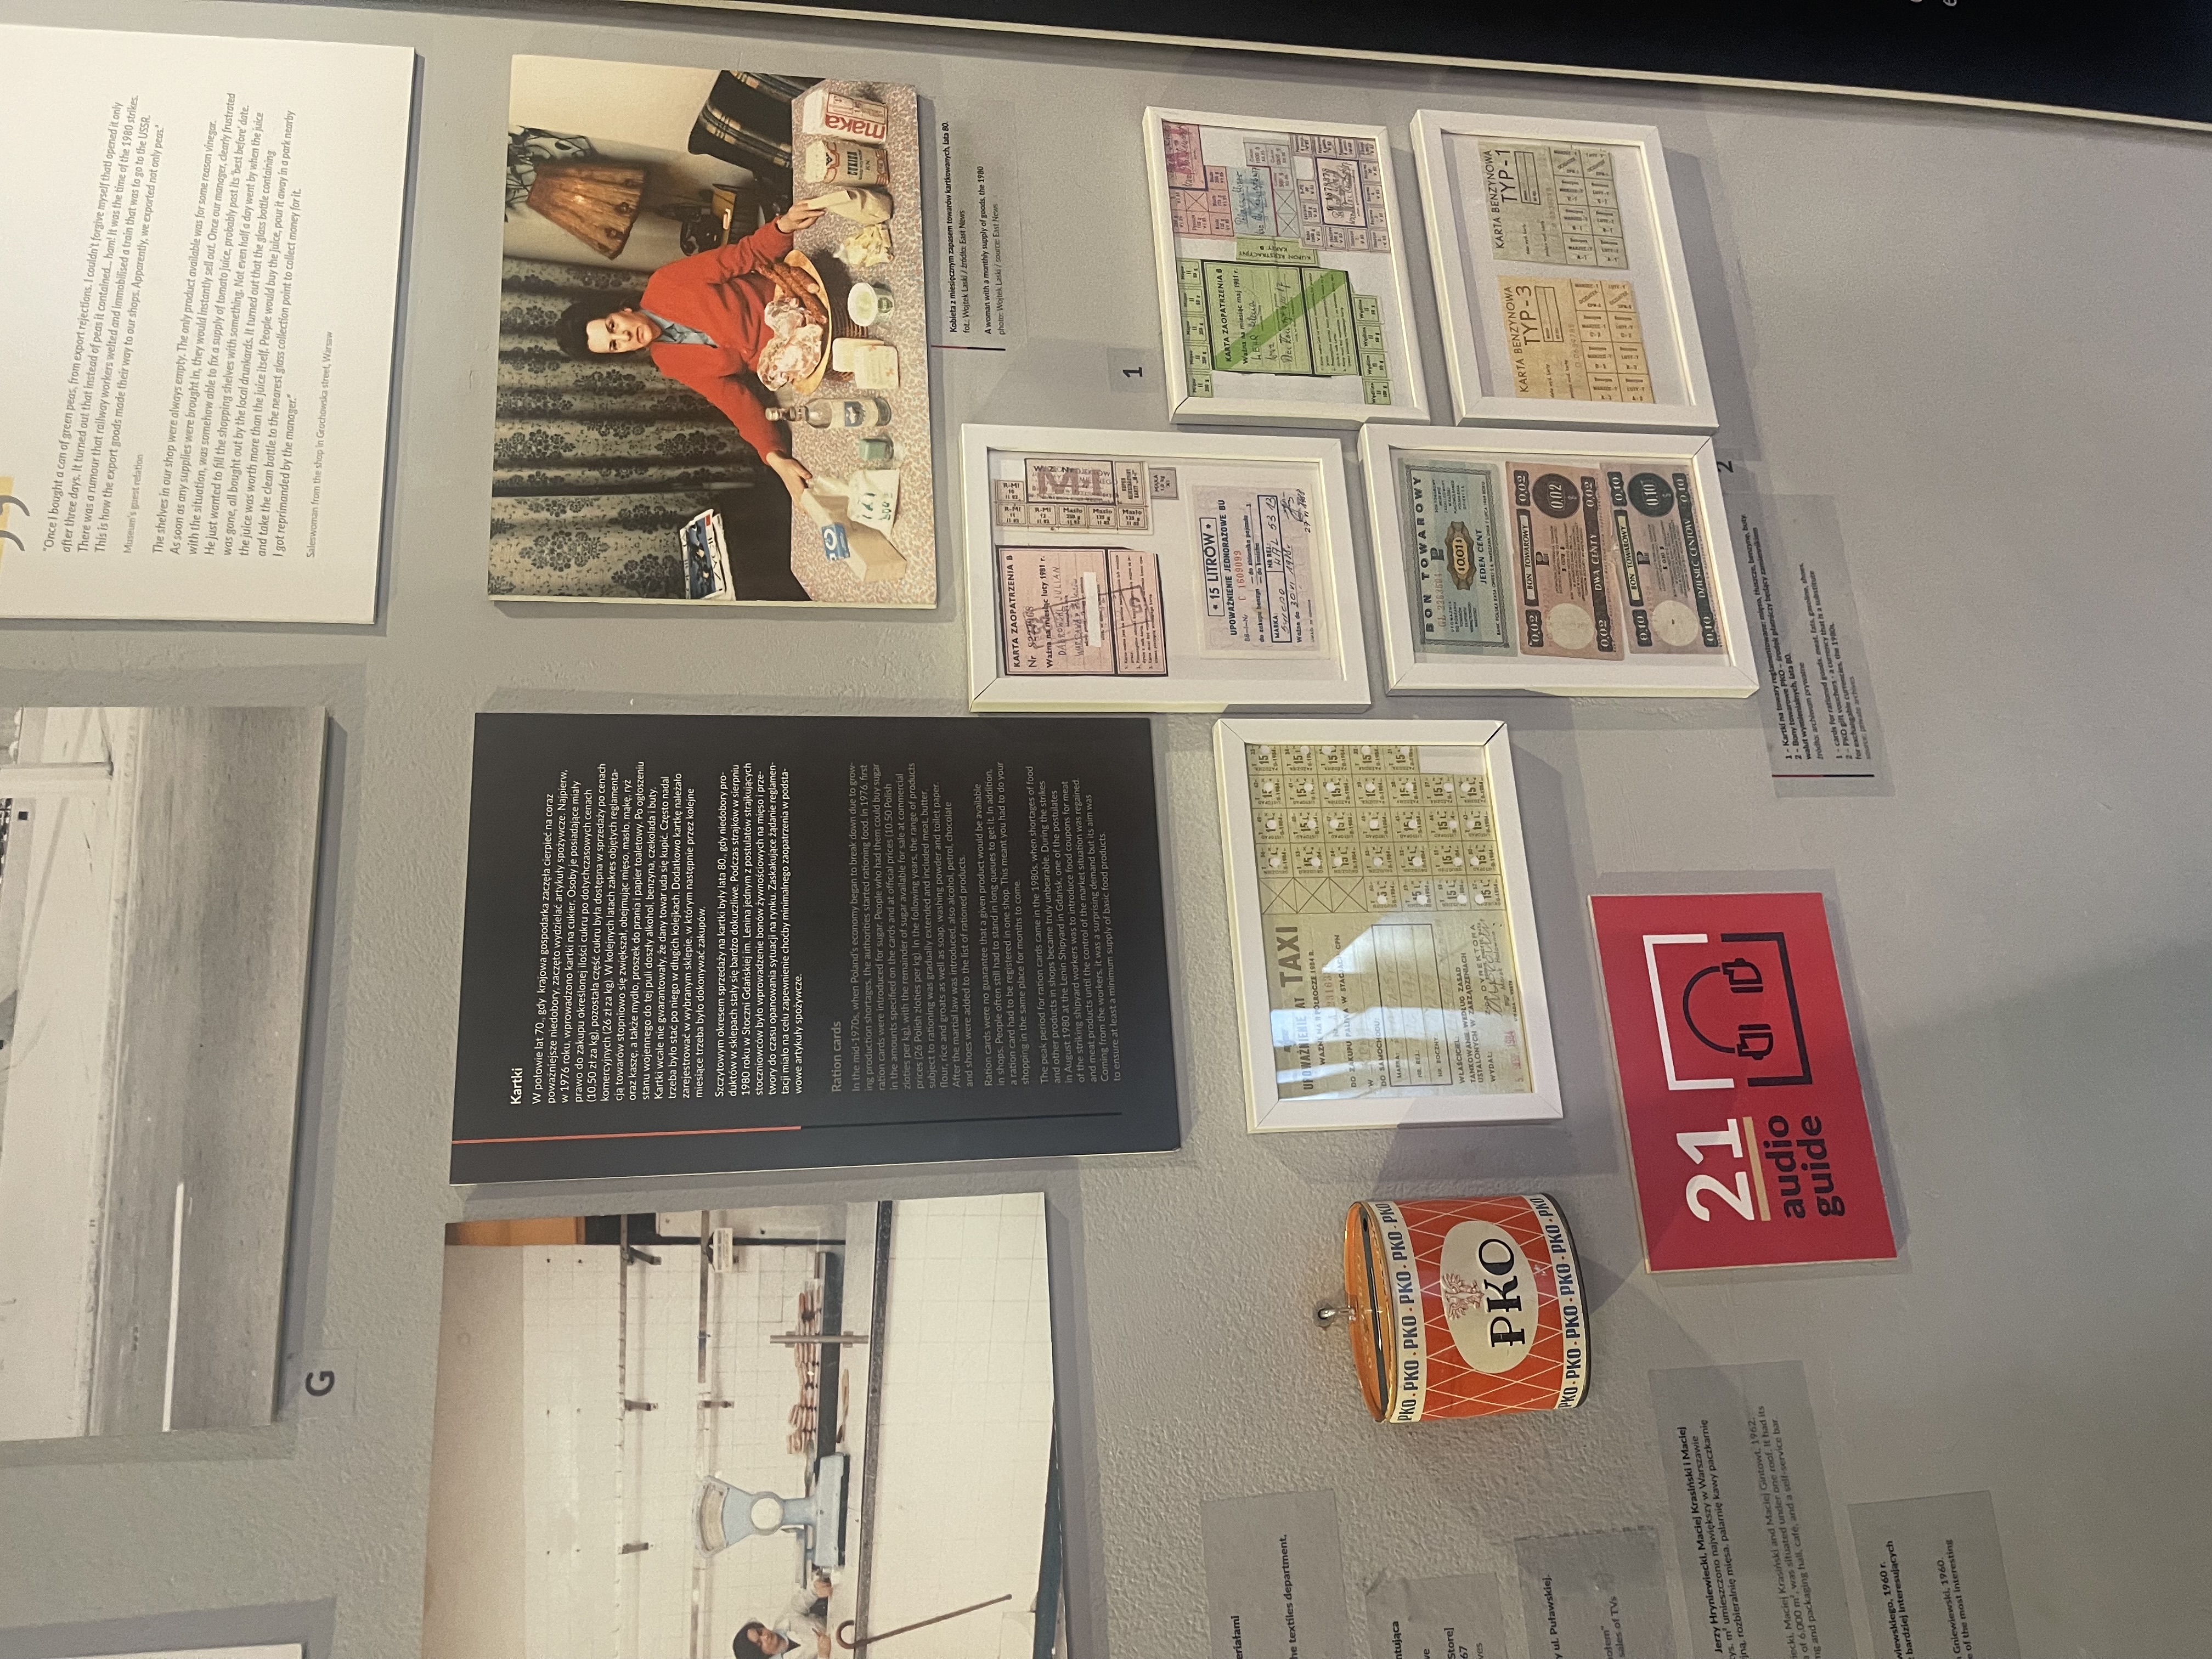 "Once I bought a can of green peas, from export rejections. I couldn't forgive myself that I opened it only
after three days. It turned out that instead of peas it contained... ham! It was the time of the 1980 strikes.
There was a rumour that railway workers welted and immobilised a train that was to go to the USSR.
This is how the export goods made their way to our shops. Apparently, we exported not only peas."
Museum's guest relation
The shelves in our shop were always empty. The only product available was for some reason vinegar.
As soon as any supplies were brought in, they would instantly sell out. Once our manager, clearly frustrated
with the situation, was somehow able to fix a supply of tomato juice, probably past its 'best before' date.
He just wanted to fill the shopping shelves with something. Not even half a day went by when the juice
was gone, all bought out by the local drunkards. It turned out that the glass bottle containing
the juice was worth more than the juice itself. People would buy the juice, pour it away in a park nearby
and take the clean bottle to the nearest glass collection point to collect money for it.
I got reprimanded by the manager."
Saleswoman from the shop in Grochowska street, Warsaw
G
Kartki
W połowie lat 70., gdy krajowa gospodarka zaczęła cierpieć na coraz
poważniejsze niedobory, zaczęto wydzielać artykuły spożywcze. Najpierw,
w 1976 roku, wprowadzono kartki na cukier. Osoby je posiadające miały
prawo do zakupu określonej ilości cukru po dotychczasowych cenach
(10,50 zł za kg), pozostała część cukru była dostępna w sprzedaży po cenach
komercyjnych (26 zł za kg). W kolejnych latach zakres objętych reglamenta-
cją towarów stopniowo się zwiększał, obejmując mięso, masło, mąkę, ryż
oraz kaszę, a także mydło, proszek do prania i papier toaletowy. Po ogłoszeniu
stanu wojennego do tej puli doszły alkohol, benzyna, czekolada i buty.
Kartki wcale nie gwarantowały, że dany towar uda się kupić. Często nadal
trzeba było stać po niego w długich kolejkach. Dodatkowo kartkę należało
zarejestrować w wybranym sklepie, w którym następnie przez kolejne
miesiące trzeba było dokonywać zakupów.
Szczytowym okresem sprzedaży na kartki były lata 80., gdy niedobory pro-
duktów w sklepach stały się bardzo dokuczliwe. Podczas strajków w sierpniu
1980 roku w Stoczni Gdańskiej im. Lenina jednym z postulatów strajkujących
stoczniowców było wprowadzenie bonów żywnościowych na mięso i prze-
twory do czasu opanowania sytuacji na rynku. Zaskakujące żądanie reglamen-
tacji miało na celu zapewnienie choćby minimalnego zaopatrzenia w podsta-
wowe artykuły spożywcze.
Ration cards
In the mid-1970s, when Poland's economy began to break down due to grow-
ing production shortages, the authorities started rationing food. In 1976, first
ration cards were introduced for sugar. People who had them could buy sugar
in the amounts specified on the cards and at official prices (10.50 Polish
zloties per kg), with the remainder of sugar available for sale at commercial
prices (26 Polish zloties per kg). In the following years, the range of products
subject to rationing was gradually extended and included meat, butter,
flour, rice and groats as well as soap, washing powder and toilet paper.
After the martial law was introduced, also alcohol, petrol, chocolate
and shoes were added to the list of rationed products.
Ration cards were no guarantee that a given product would be available
in shops. People often still had to stand in long queues to get it. In addition,
a ration card had to be registered in one shop. This meant you had to do your
shopping in the same place for months to come.
The peak period for ration cards came in the 1980s, when shortages of food
and other products in shops became truly unbearable. During the strikes
in August 1980 at the Lenin Shipyard in Gdańsk, one of the postulates
of the striking shipyard workers was to introduce food coupons for meat
and meat products until the control of the market situation was regained.
Coming from the workers, it was a surprising demand but its aim was
to ensure at least a minimum supply of basic food products.
CUKIER
mąka
Kobieta z miesięcznym zapasem towarów kartkowanych, lata 80.
fot.: Wojtek Laski / źródło: East News
A woman with a monthly supply of goods, the 1980
photo: Wojtek Laski / source: East News
KARTA ZAOPATRZENIA B
Nr
Ważna na miesiąc luty 1981 r.
DĄBROWSKI JULIAN
15 LITRÓW
UPOWAŻNIENIE JEDNORAZOWE BU
C 1609099
do zakupu benzyn
MARKA:
NR REJ.
27 VI 1988
1
KARTA ZAOPATRZENIA B
Ważna na miesiąc maj 1981 r.
UPOWAŻNIENIE AT TAXI
WAŻNE NA II PÓŁROCZE 1984 R.
DO ZAKUPU PALIWA W STACJACH CPN
W
DO SAMOCHODU:
MARKA:
NR. REJ.
NR. ROCZNY:
WŁAŚCICIEL:
TANKOWANIE WEDŁUG ZASAD
USTALONYCH W ZARZĄDZENIACH
WYDAŁ:
DYREKTORA
PKO·PKO·PKO·PKO·PKO
PKO
PKO·PKO·PKO·PKO·PKO·PKO
BON TOWAROWY
0,01
JEDEN CENT
0,02 BON TOWAROWY 0,02
0,02
0,02 DWA CENTY 0,02
0,10 BON TOWAROWY 0,10
0,10
0,10 DZIESIĘĆ CENTÓW 0,10
KARTA BENZYNOWA
TYP-3
KARTA BENZYNOWA
TYP-1
2
1 – Kartki na towary reglamentowane: mięso, tłuszcze, benzynę, buty.
2 – Bony towarowe PKO – środek płatniczy będący zamiennikiem
walut wymienialnych, lata 80.
źródło: archiwum prywatne
1 – cards for rationed goods: meat, fats, gasoline, shoes.
2 – PKO gift vouchers – a currency that is a substitute
for exchangable currencies, the 1980s.
source: private archives
21
audio
guide
eriałami
he textiles department,
ntująca
we
Store]
67
ves
y ul. Puławskiej.
sales of TVs
Jerzy Hryniewiecki, Maciej Krasiński i Maciej
tys. m² umieszczono największy w Warszawie
jną, rozbieralnię mięsa, palarnię kawy paczkarnię
iecki, Maciej Krasiński and Maciej Gintowt, 1962.
of 6.000 m², was situated under one roof. It had its
ng and packaging hall, café, and a self-service bar.
wiewskiego, 1960 r.
bardziej interesujących
Gniewiewski, 1960.
e of the most interesting